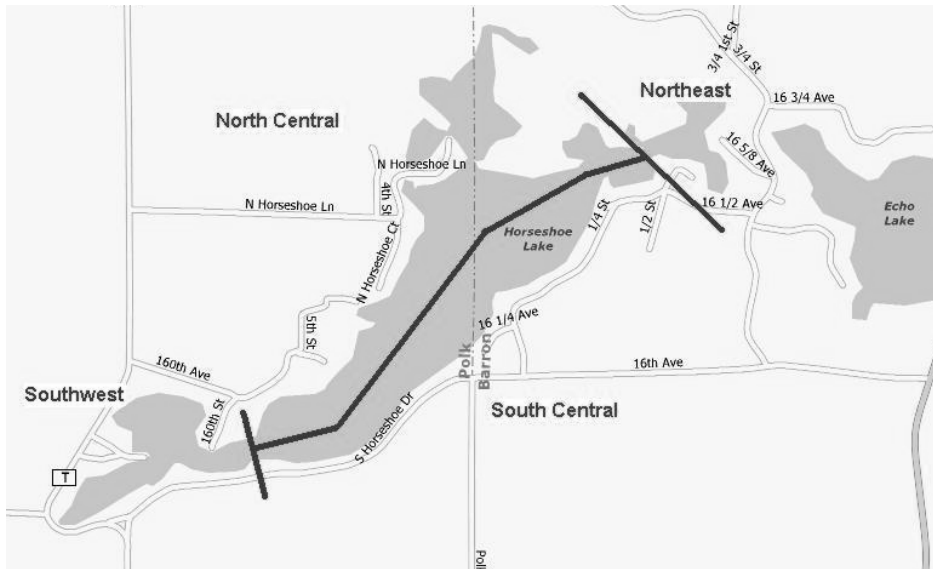 3/4 1st St
3/4 St
Northeast
16 3/4 Ave
North Central
16 5/8 Ave
N Horseshoe Ln
4th St
N Horseshoe Ln
16 1/2 Ave
1/4 St
1/2 St
Echo
Lake
Horseshoe
Lake
N Horseshoe Ct
5th St
16 1/4 Ave
160th Ave
Polk
Barron
16th Ave
Southwest
160th St
South Central
S Horseshoe Dr
T